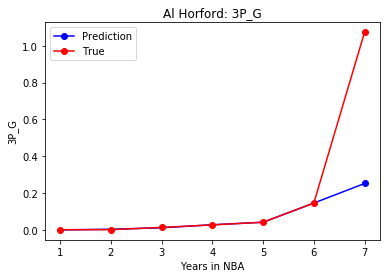 Al Horford: 3P_G
Prediction
True
1.0
0.8
0.6
0.4
0.2
0.0
3P_G
1 2 3 4 5 6 7
Years in NBA